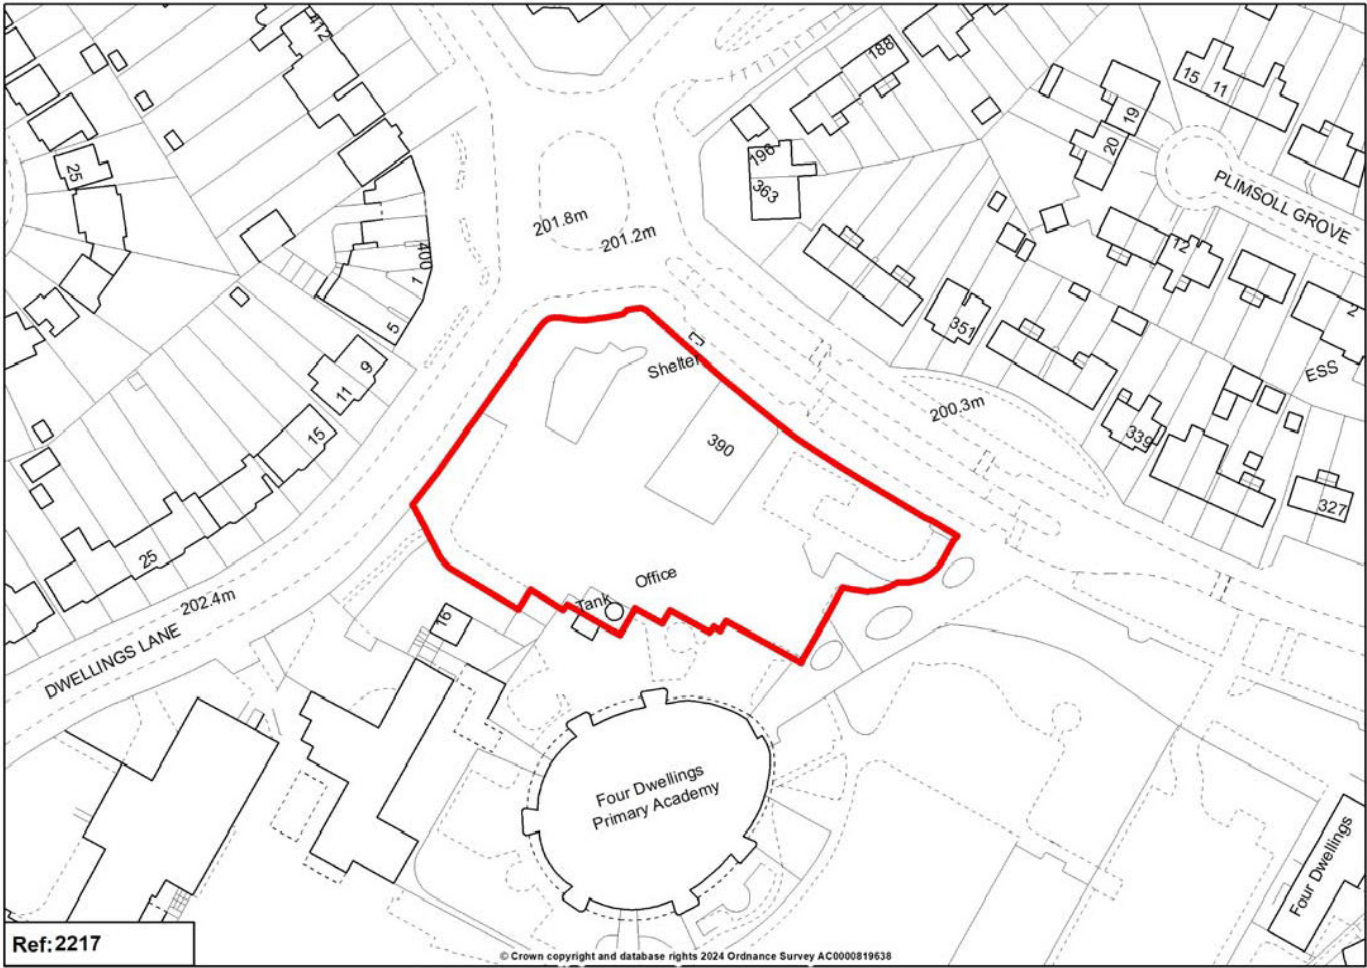 412
188
15
11
19
20
25
196
363
PLIMSOLL GROVE
201.8m
201.2m
12
400
1
5
2
351
Shelter
ESS
9
11
200.3m
15
390
339
327
25
Office
Tank
202.4m
16
DWELLINGS LANE
Four Dwellings
Primary Academy
Four Dwellings
Ref:2217
© Crown copyright and database rights 2024 Ordnance Survey AC0000819638